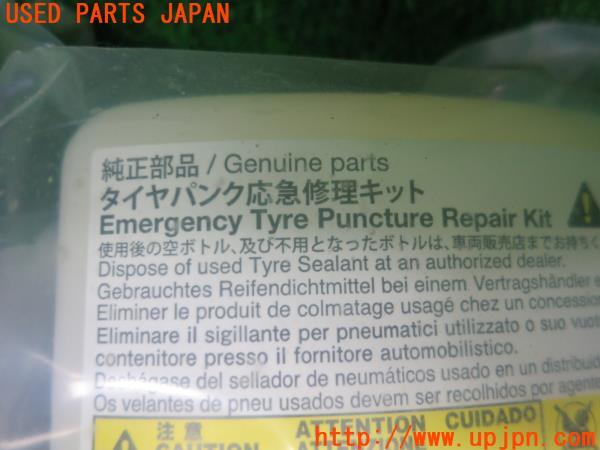 USED PARTS JAPAN
純正部品 / Genuine parts
タイヤパンク応急修理キット
Emergency Tyre Puncture Repair Kit
使用後の空ボトル、及び不用となったボトルは、車両販売店までお持ちく
Dispose of used Tyre Sealant at an authorized dealer.
Gebrauchtes Reifendichtmittel bei einem Vertragshändler
Eliminer le produit de colmatage usagé chez un concession
Eliminare il sigillante per pneumatici utilizzato o suo vuot
contenitore presso il fornitore automobilistico.
Deshágase del sellador de neumáticos usado en un distribuid
Os velantes de pneu usados devem ser recolhidos por agente
注意 ATTENTION CUIDADO
http://www.upjpn.com